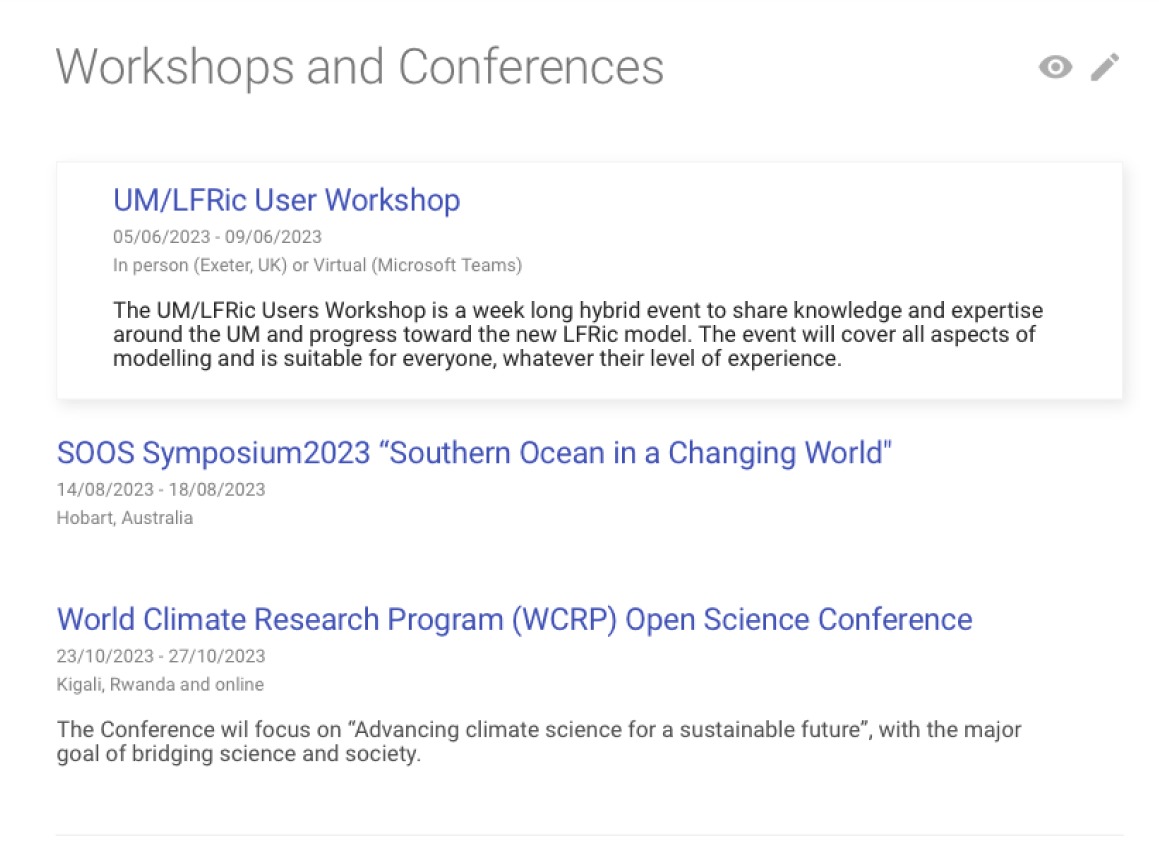 Workshops and Conferences
UM/LFRic User Workshop
05/06/2023 - 09/06/2023
In person (Exeter, UK) or Virtual (Microsoft Teams)
The UM/LFRic Users Workshop is a week long hybrid event to share knowledge and expertise
around the UM and progress toward the new LFRic model. The event will cover all aspects of
modelling and is suitable for everyone, whatever their level of experience.
SOOS Symposium2023 “Southern Ocean in a Changing World"
14/08/2023 - 18/08/2023
Hobart, Australia
World Climate Research Program (WCRP) Open Science Conference
23/10/2023 - 27/10/2023
Kigali, Rwanda and online
The Conference wil focus on “Advancing climate science for a sustainable future”, with the major
goal of bridging science and society.